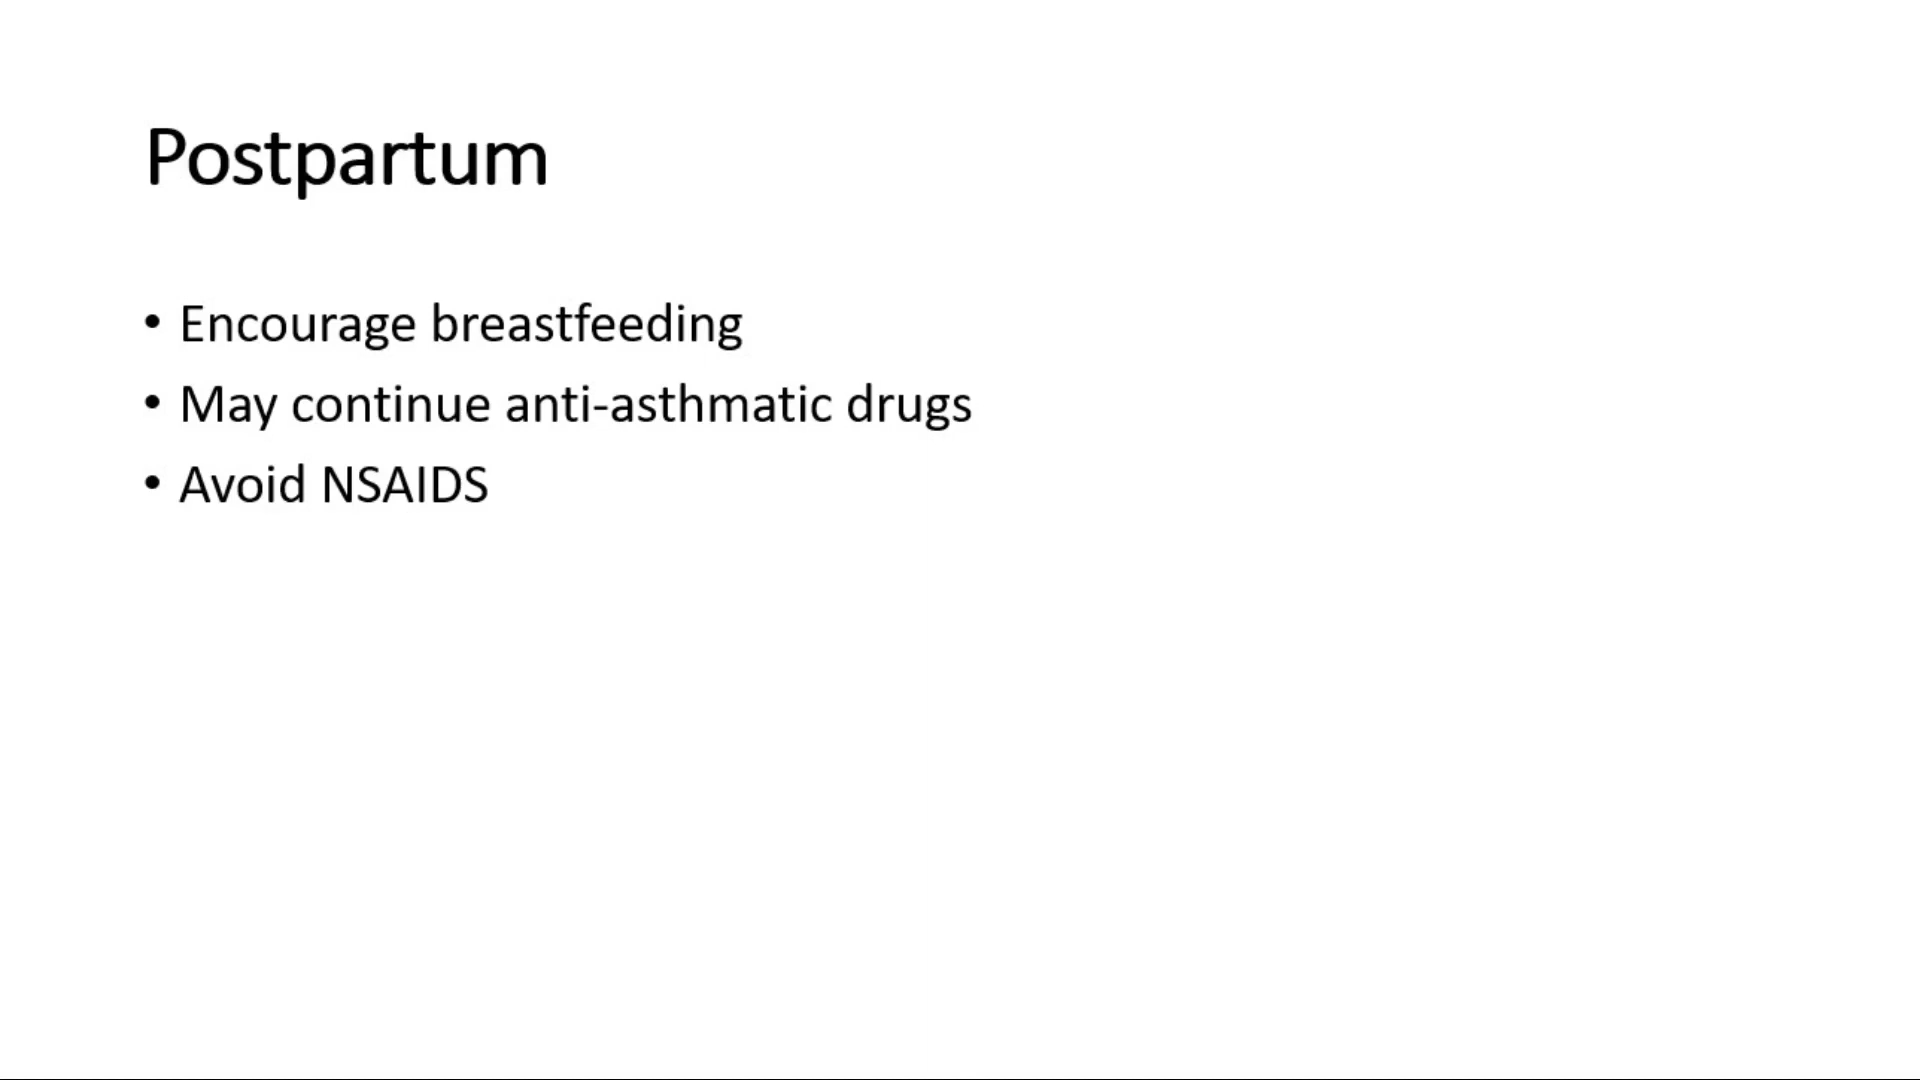 Postpartum
• Encourage breastfeeding
• May continue anti-asthmatic drugs
• Avoid NSAIDS